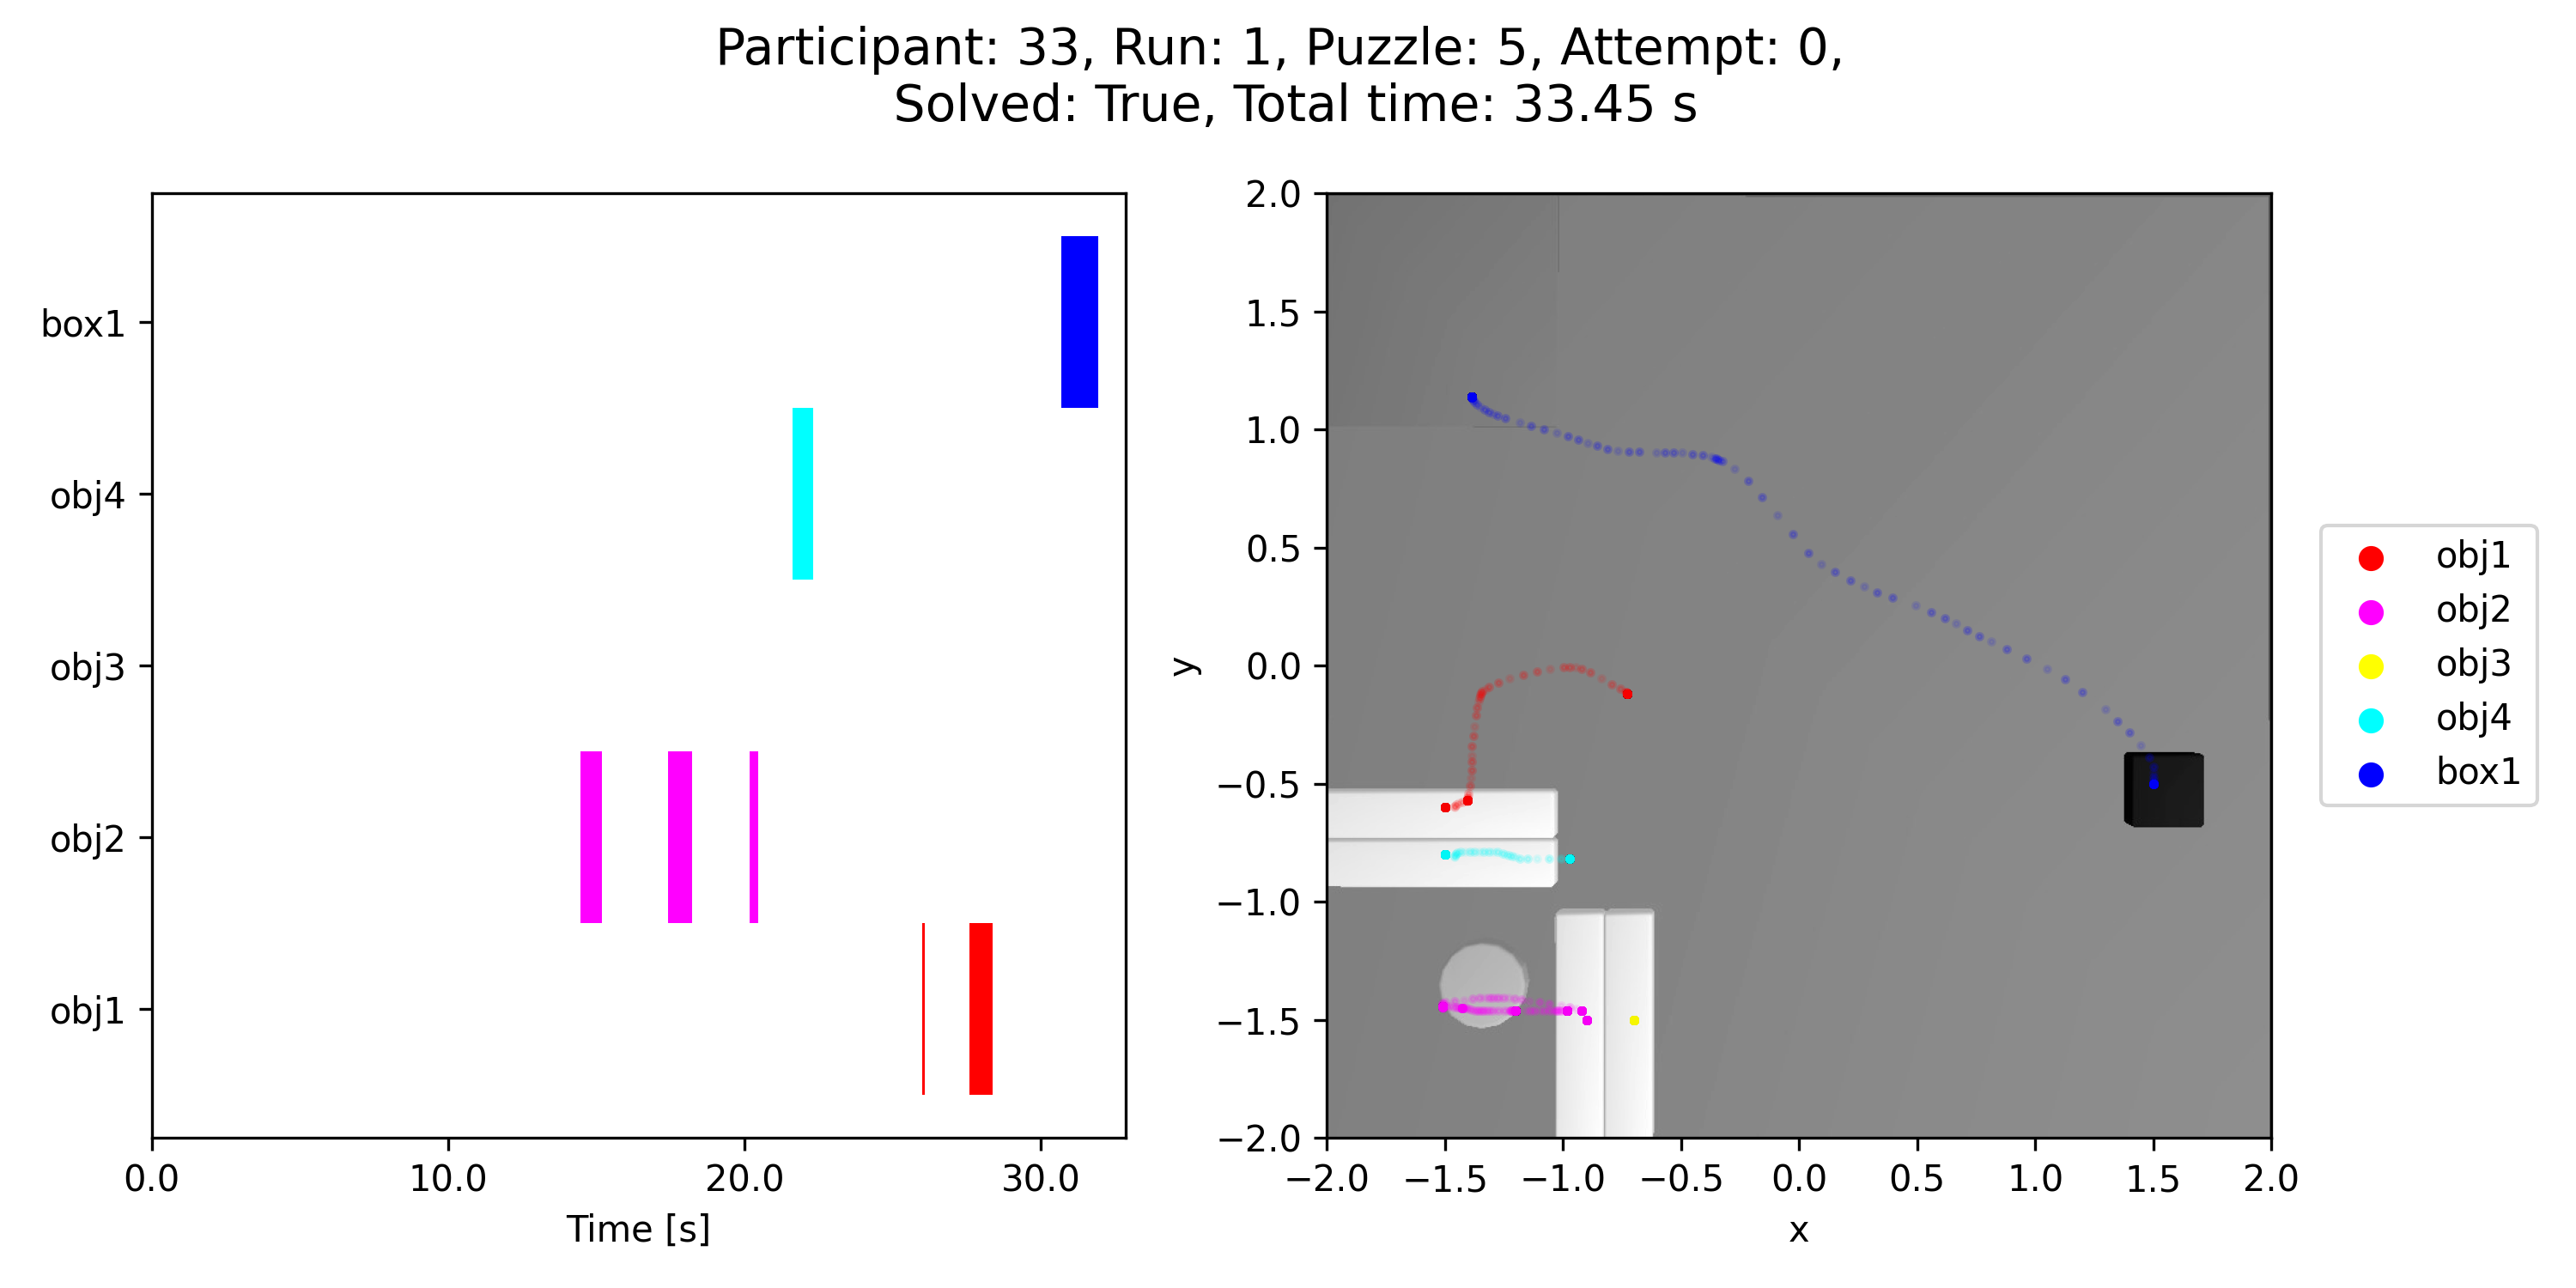 Participant: 33, Run: 1, Puzzle: 5, Attempt: 0,
Solved: True, Total time: 33.45 s
box1
obj4
obj3
obj2
obj1
0.0
10.0
20.0
30.0
Time [s]
2.0
1.5
1.0
0.5
0.0
−0.5
−1.0
−1.5
−2.0
y
−2.0
−1.5
−1.0
−0.5
0.0
0.5
1.0
1.5
2.0
x
obj1
obj2
obj3
obj4
box1